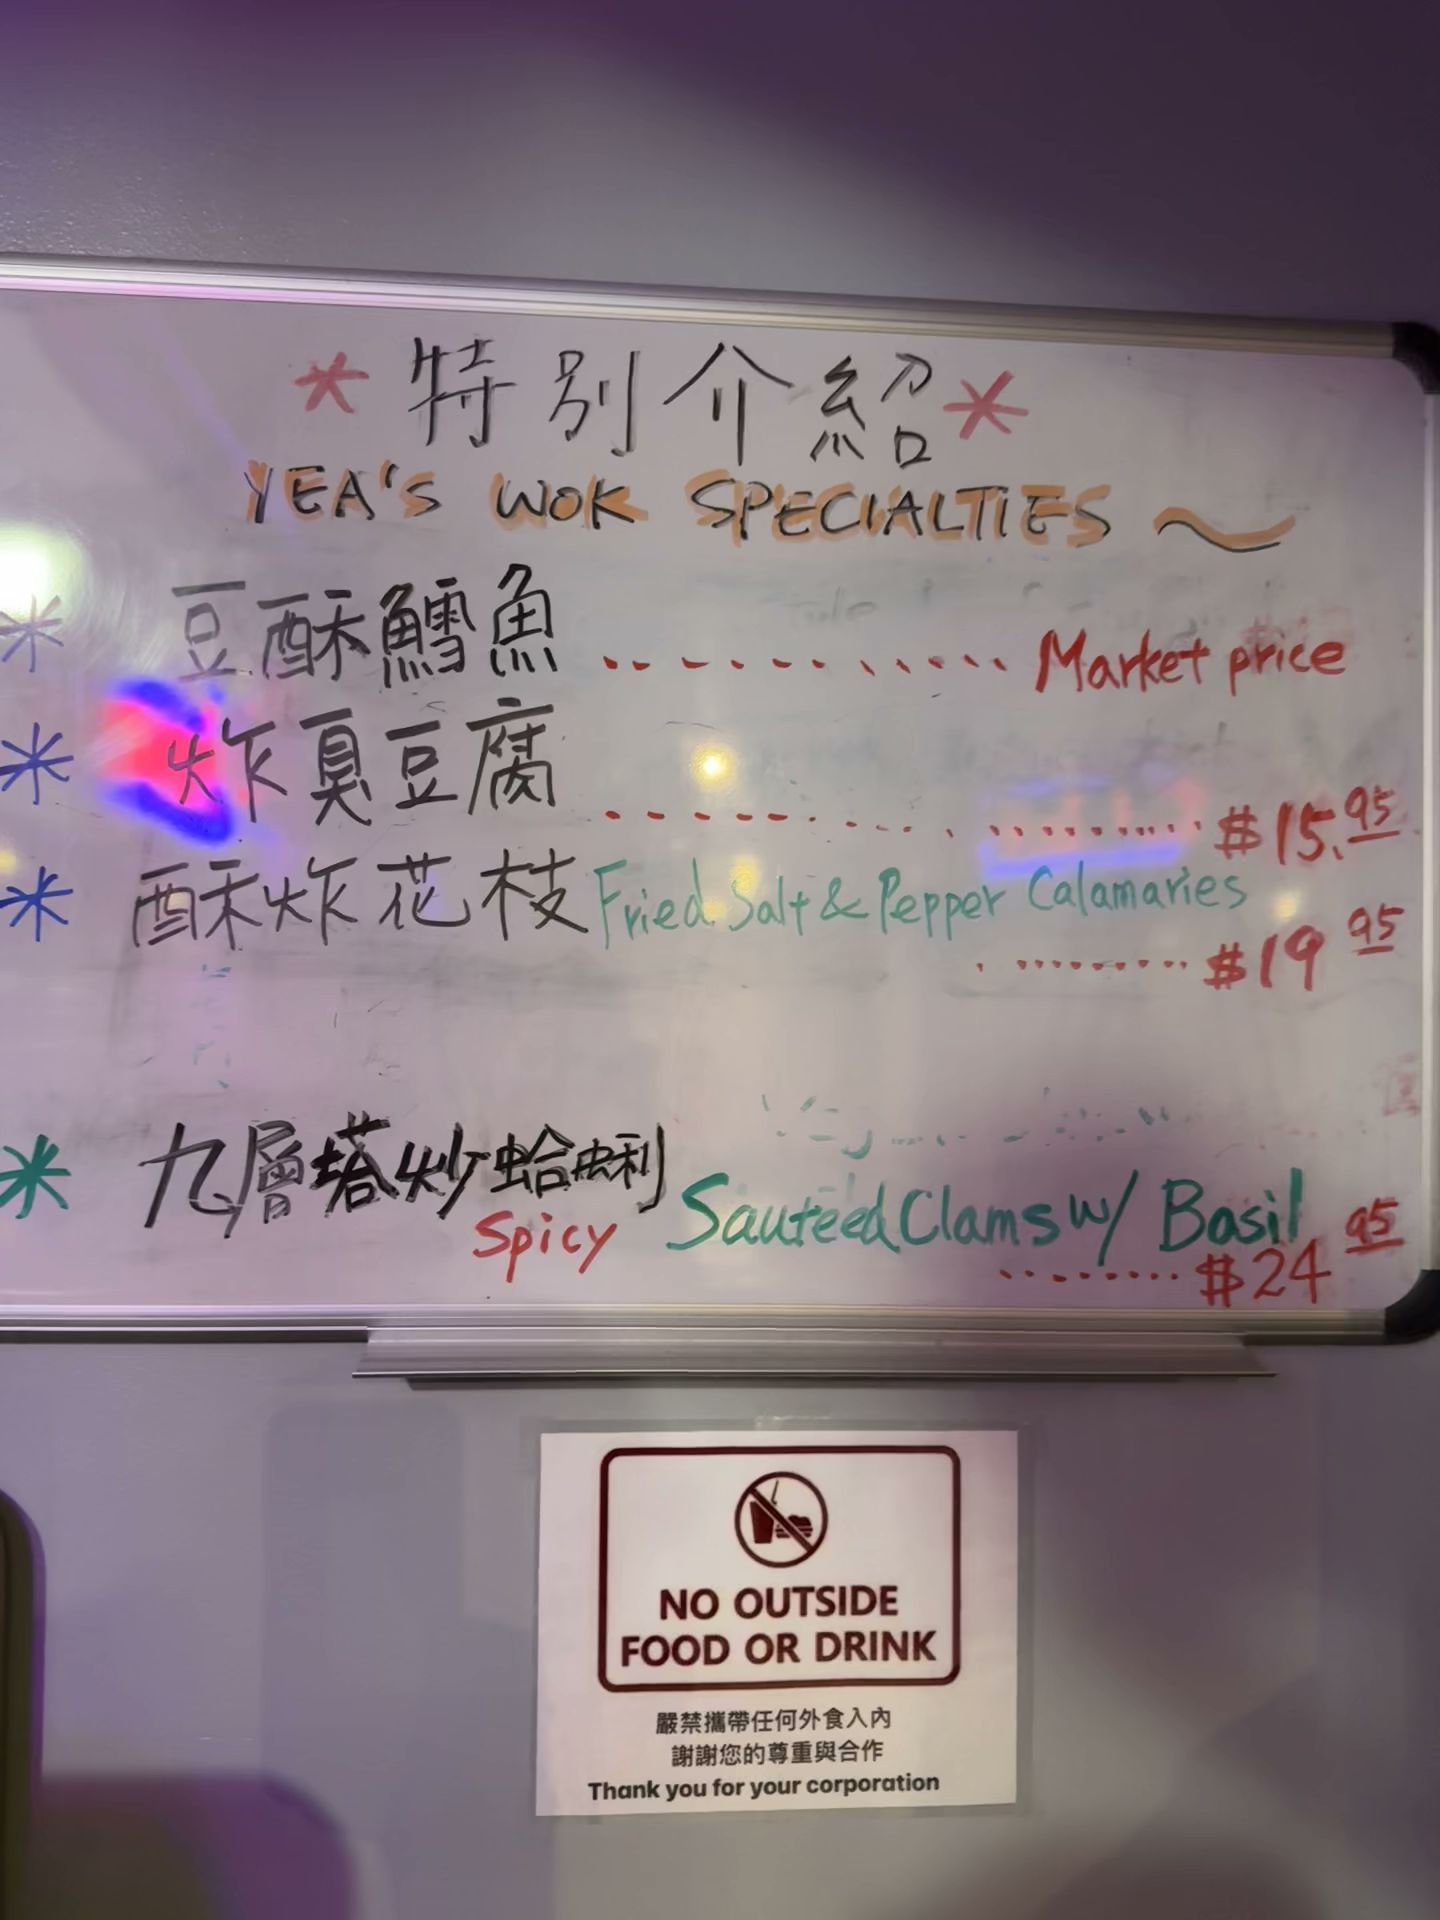 * 特別介紹 *
YEA'S WOK SPECIALTIES ~
* 豆酥鱈魚 ............ Market price
* 炸臭豆腐 .................. $15.95
* 酥炸花枝 Fried Salt & Pepper Calamaries
.......... $19 95
* 九層塔炒蛤蜊 Sauteed Clams w/ Basil
Spicy ......... $24 95
NO OUTSIDE
FOOD OR DRINK
嚴禁攜帶任何外食入內
謝謝您的尊重與合作
Thank you for your corporation